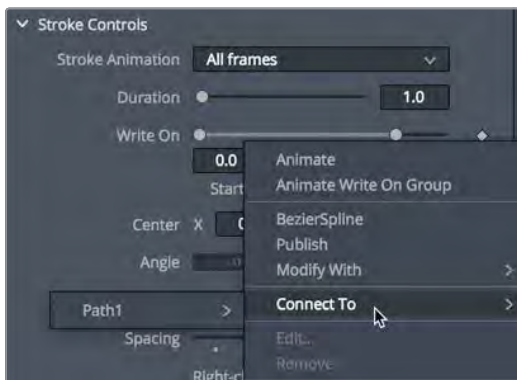 Stroke Controls
Stroke Animation All frames
Duration 1.0
Write On
0.0 Animate
Start Animate Write On Group
Center X BezierSpline
Publish
Angle Modify With
Path1 Connect To
Spacing Edit...
Remove